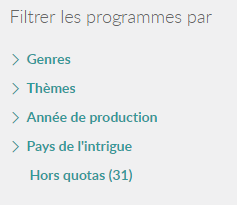 Filtrer les programmes par
Genres
Thèmes
Année de production
Pays de l'intrigue
Hors quotas (31)